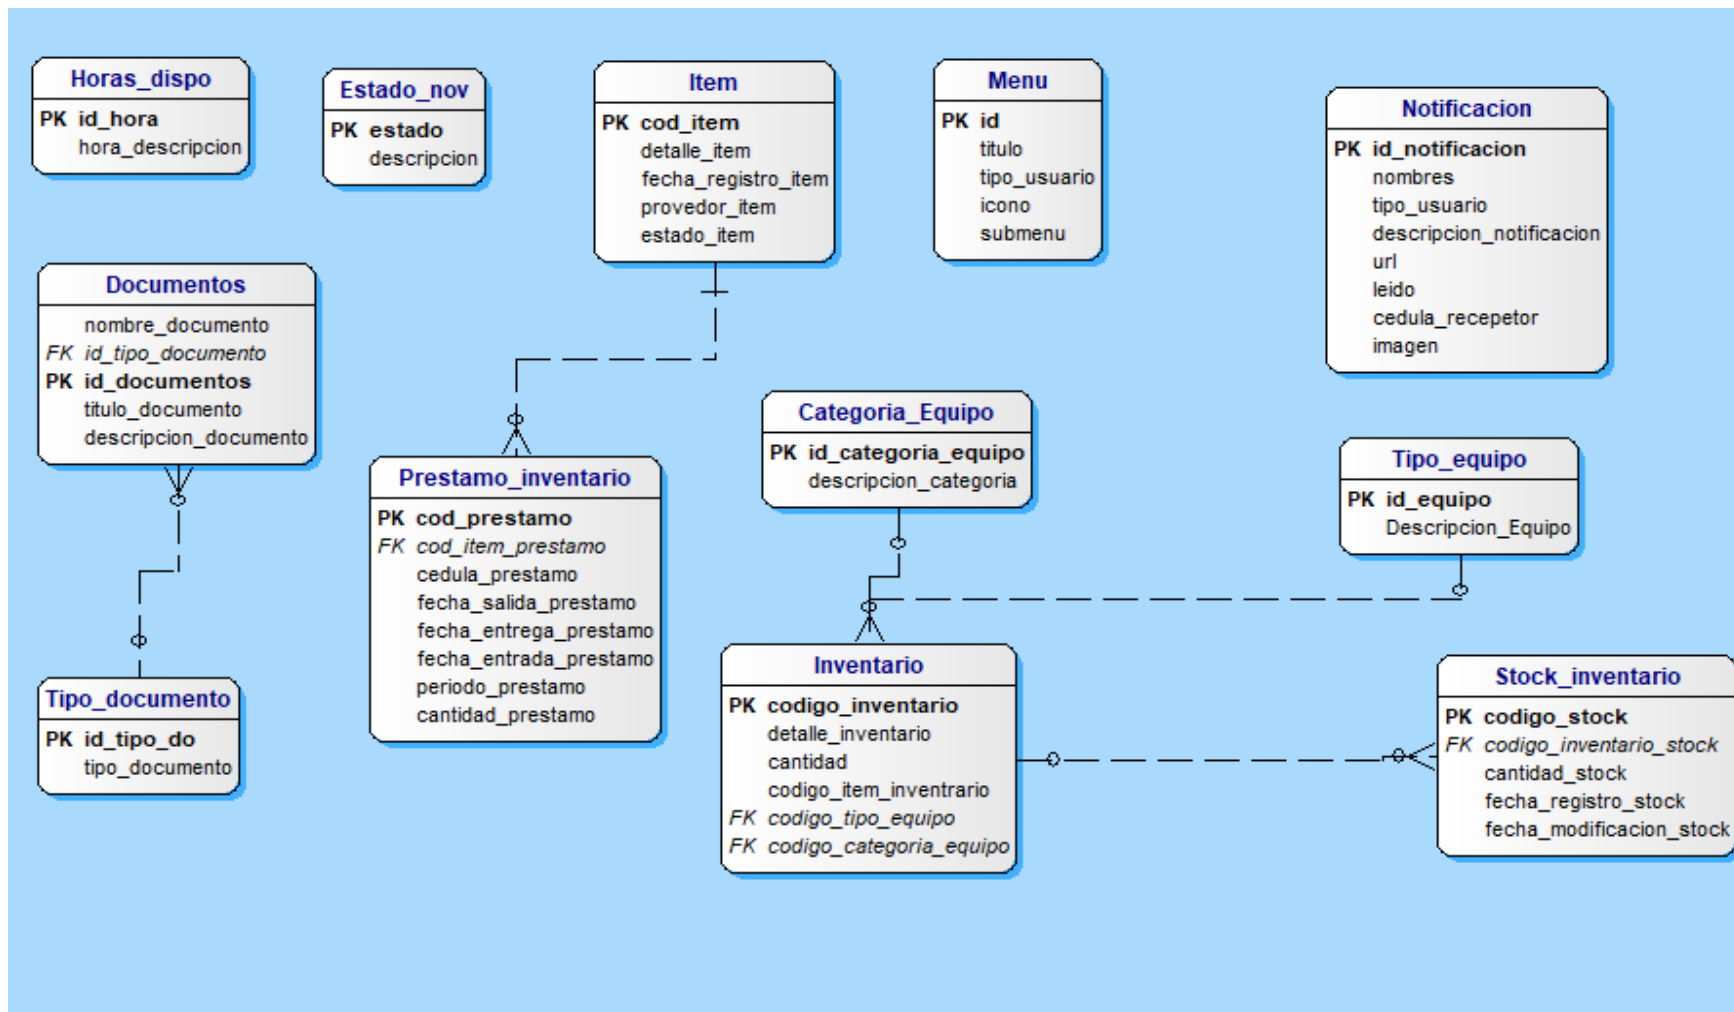 Horas_dispo
PK id_hora
hora_descripcion
Estado_nov
PK estado
descripcion
Item
PK cod_item
detalle_item
fecha_registro_item
provedor_item
estado_item
Menu
PK id
titulo
tipo_usuario
icono
submenu
Notificacion
PK id_notificacion
nombres
tipo_usuario
descripcion_notificacion
url
leido
cedula_recepetor
imagen
Documentos
nombre_documento
FK id_tipo_documento
PK id_documentos
titulo_documento
descripcion_documento
Prestamo_inventario
PK cod_prestamo
FK cod_item_prestamo
cedula_prestamo
fecha_salida_prestamo
fecha_entrega_prestamo
fecha_entrada_prestamo
periodo_prestamo
cantidad_prestamo
Categoria_Equipo
PK id_categoria_equipo
descripcion_categoria
Tipo_equipo
PK id_equipo
Descripcion_Equipo
Tipo_documento
PK id_tipo_do
tipo_documento
Inventario
PK codigo_inventario
detalle_inventario
cantidad
codigo_item_inventrario
FK codigo_tipo_equipo
FK codigo_categoria_equipo
Stock_inventario
PK codigo_stock
FK codigo_inventario_stock
cantidad_stock
fecha_registro_stock
fecha_modificacion_stock